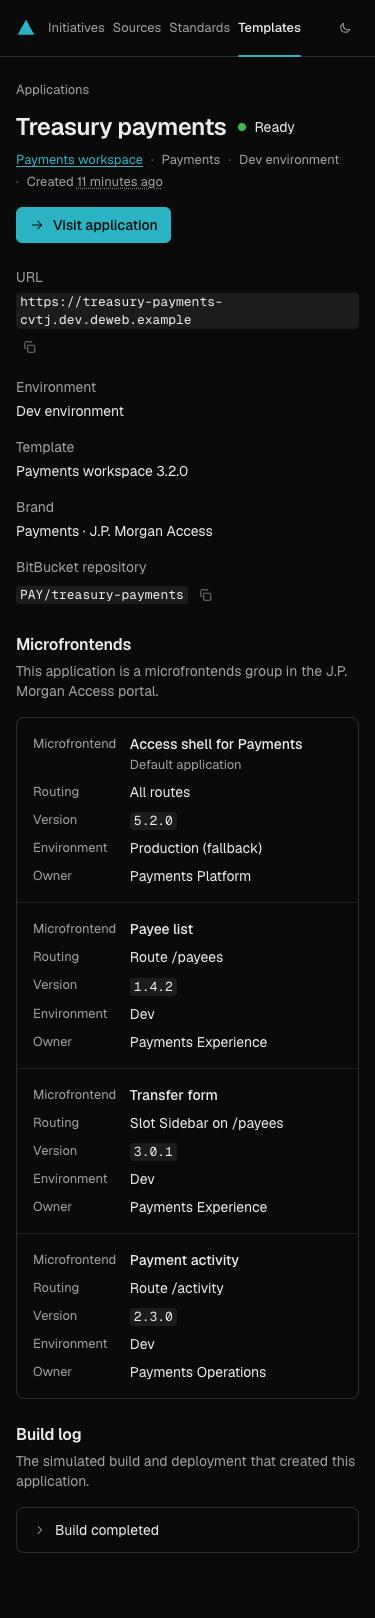 Initiatives Sources Standards Templates
Applications
Treasury payments Ready
Payments workspace · Payments · Dev environment
· Created 11 minutes ago
Visit application
URL
https://treasury-payments-
cvtj.dev.deweb.example
Environment
Dev environment
Template
Payments workspace 3.2.0
Brand
Payments · J.P. Morgan Access
BitBucket repository
PAY/treasury-payments
Microfrontends
This application is a microfrontends group in the J.P.
Morgan Access portal.
Microfrontend Access shell for Payments
Default application
Routing All routes
Version 5.2.0
Environment Production (fallback)
Owner Payments Platform
Microfrontend Payee list
Routing Route /payees
Version 1.4.2
Environment Dev
Owner Payments Experience
Microfrontend Transfer form
Routing Slot Sidebar on /payees
Version 3.0.1
Environment Dev
Owner Payments Experience
Microfrontend Payment activity
Routing Route /activity
Version 2.3.0
Environment Dev
Owner Payments Operations
Build log
The simulated build and deployment that created this
application.
Build completed